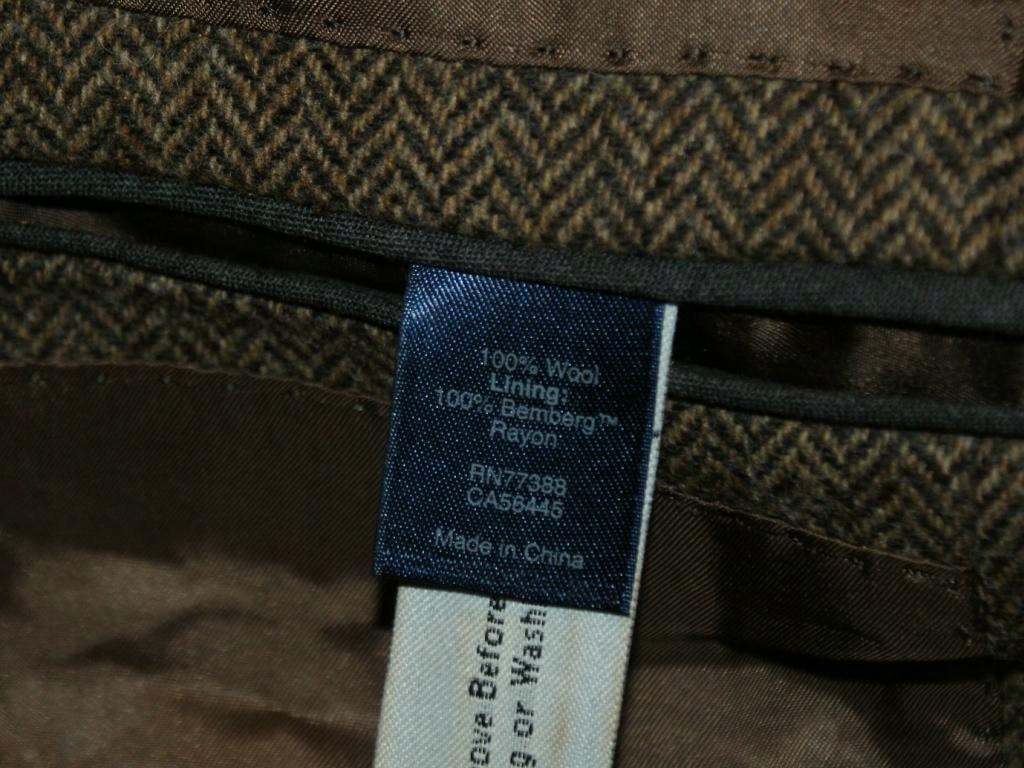 100% Wool
Lining:
100% Bemberg™
Rayon
RN77388
CA56446
Made in China
ove Before
g or Wash